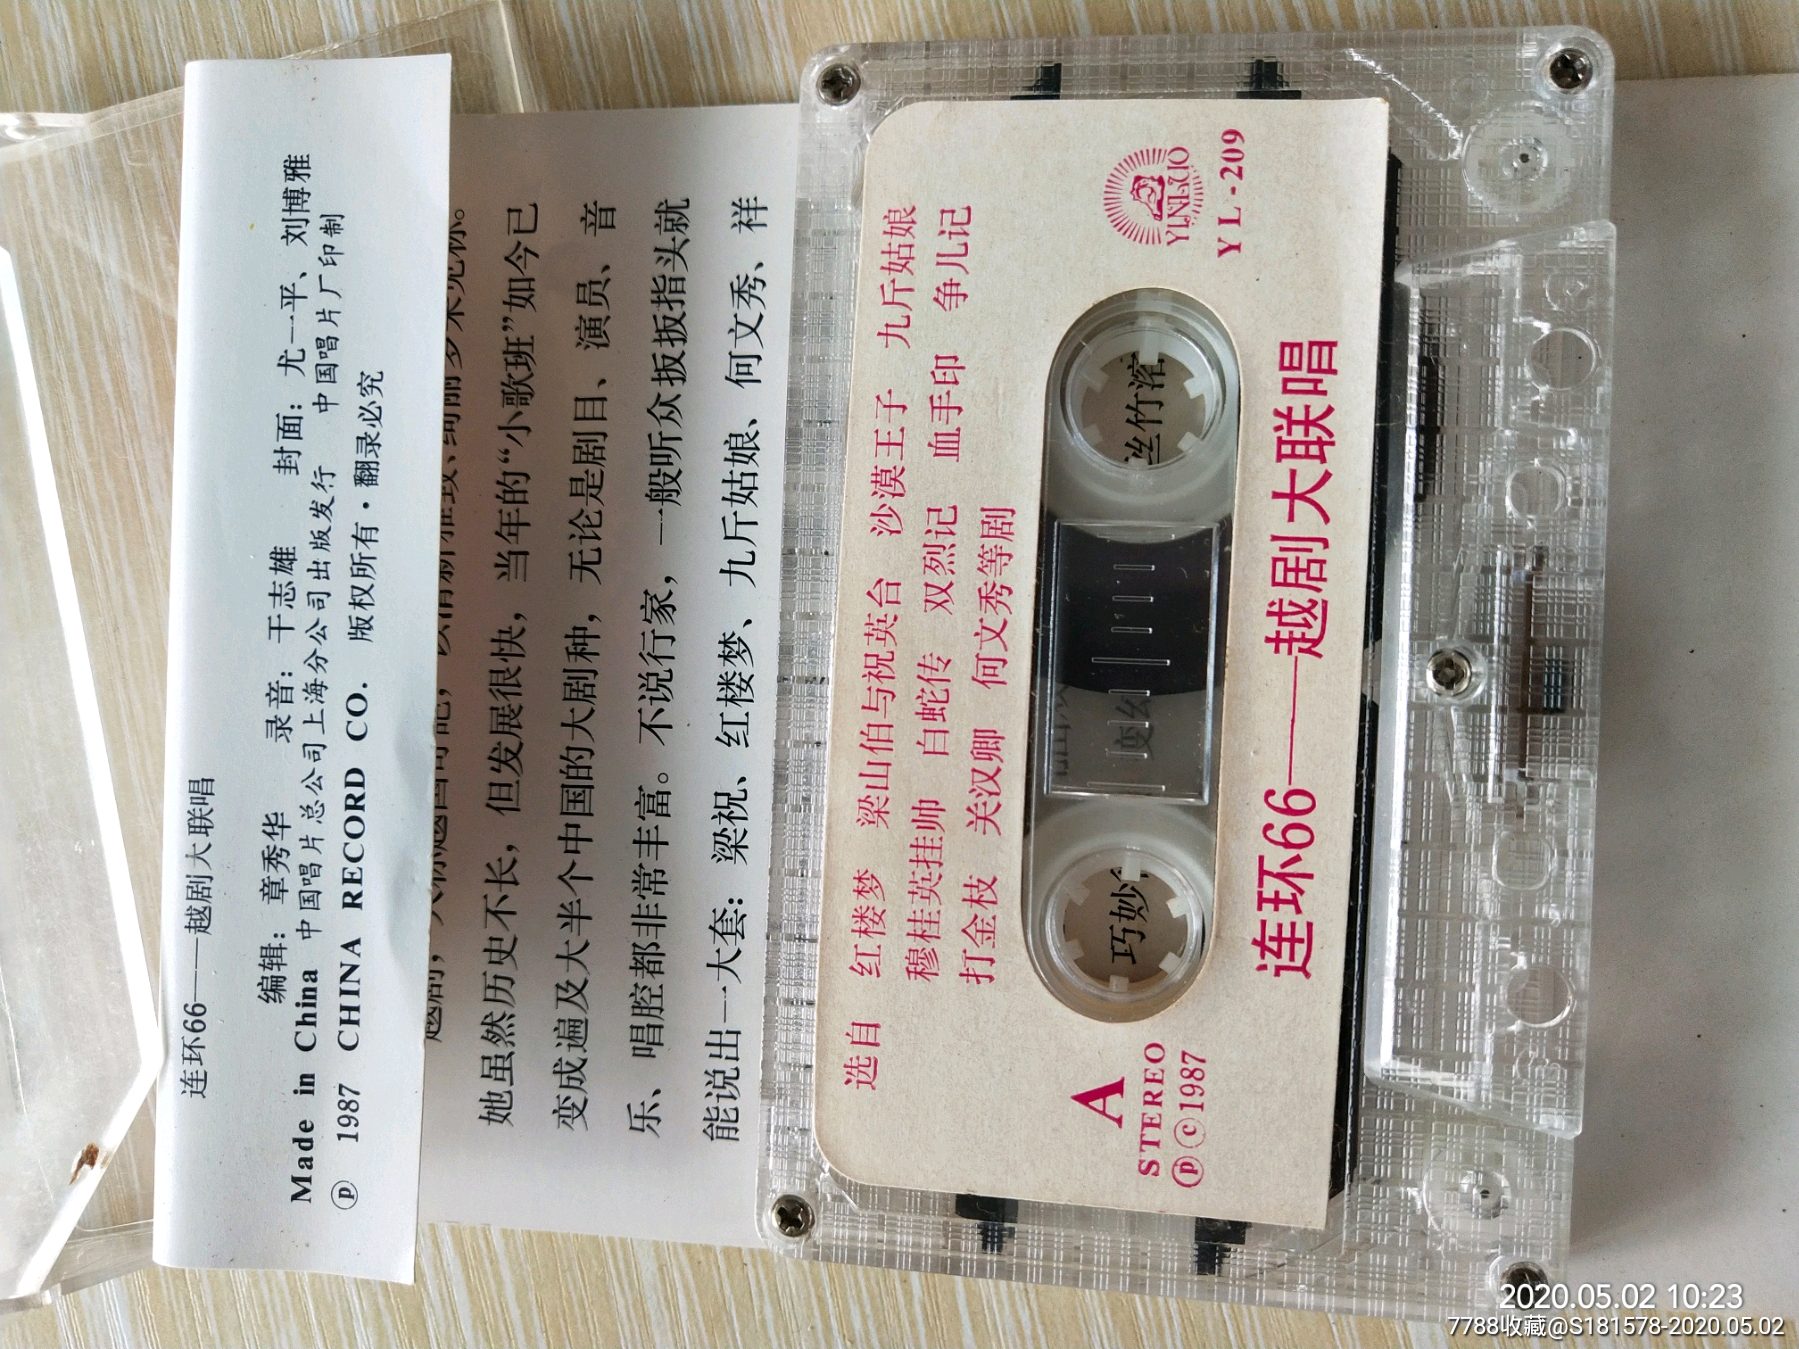 连环66——越剧大联唱
编辑：章秀华 录音：干志雄 封面：尤一平、刘博雅
Made in China 中国唱片总公司上海分公司出版发行 中国唱片厂印制
ⓟ 1987 CHINA RECORD CO. 版权所有·翻录必究
她虽然历史不长，但发展很快，当年的“小歌班”如今已
变成遍及大半个中国的大剧种，无论是剧目、演员、音
乐、唱腔都非常丰富。不说行家，一般听众扳扳指头就
能说出一大套：梁祝、红楼梦、九斤姑娘、何文秀、祥
选自 红楼梦 梁山伯与祝英台 沙漠王子 九斤姑娘
穆桂英挂帅 白蛇传 双烈记 血手印 争儿记
打金枝 关汉卿 何文秀等剧
巧妙
丝竹
A
STEREO
ⓟ ⓒ1987
YL-209
连环66——越剧大联唱
2020.05.02 10:23
7788收藏@S181578-2020.05.02